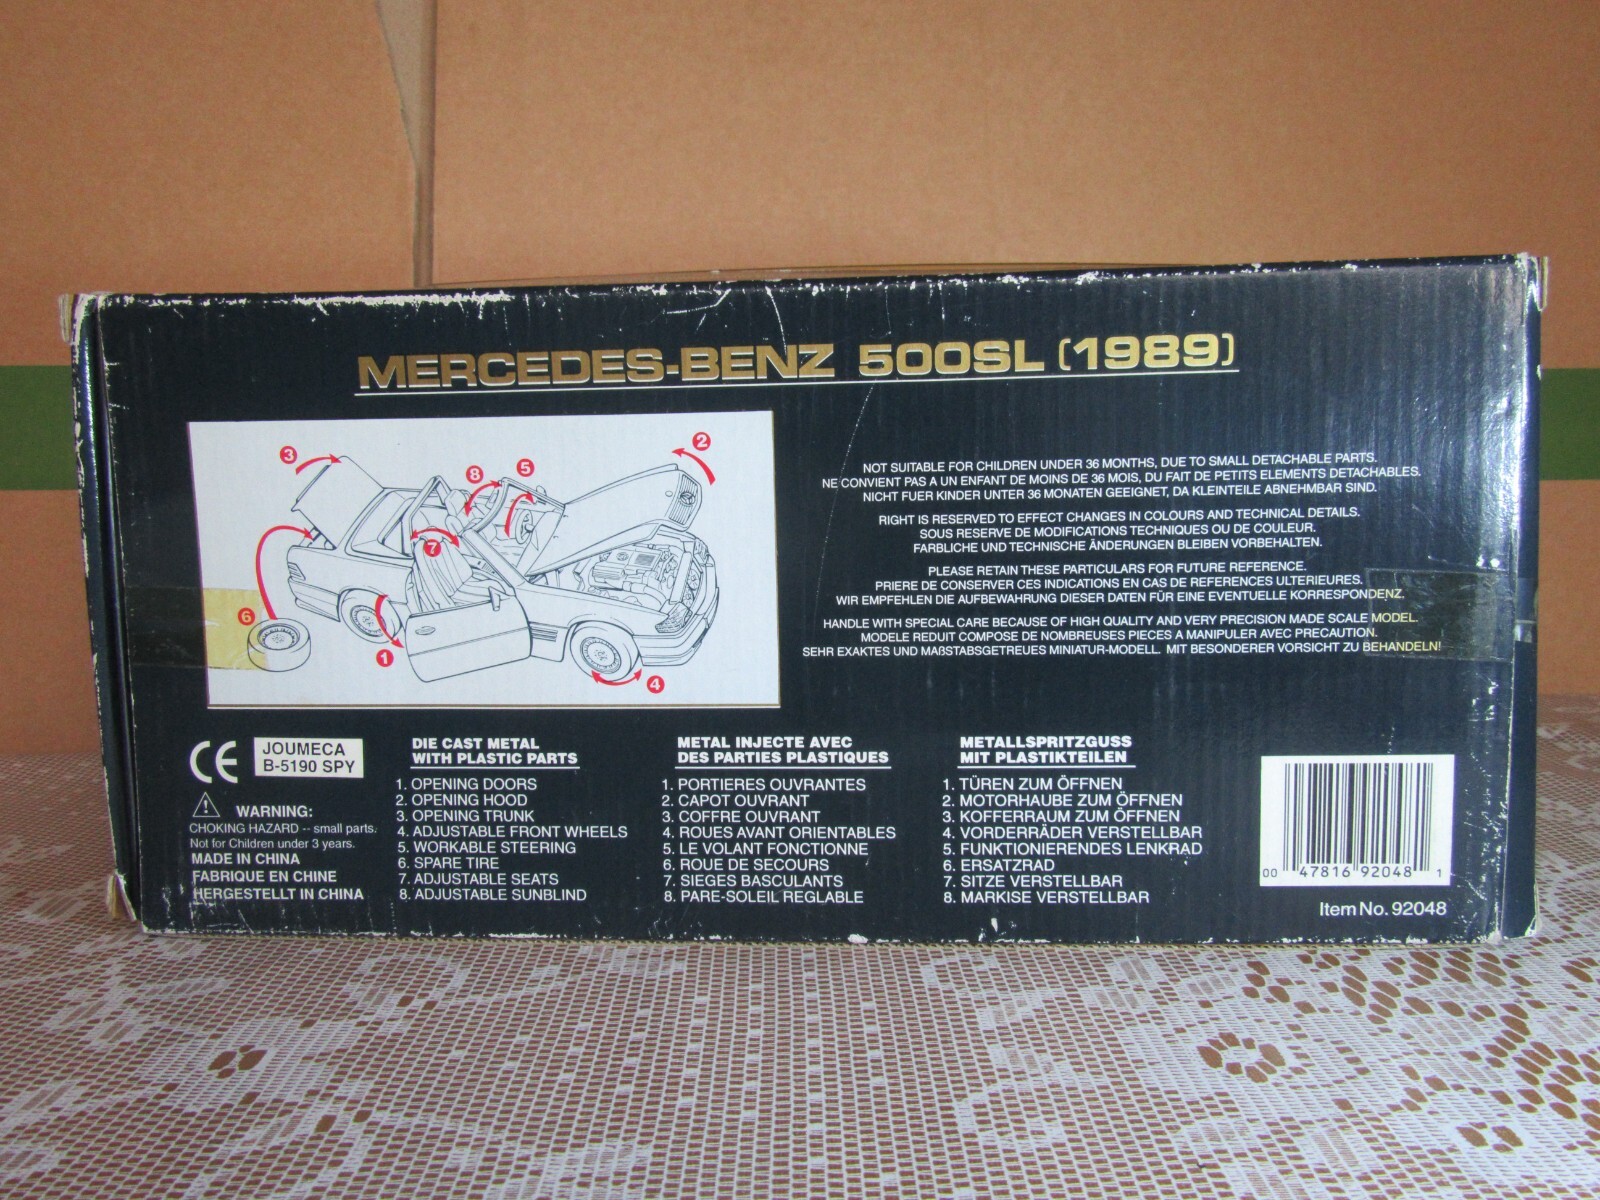 MERCEDES-BENZ 500SL (1989)
3
2
8
5
7
6
1
4
NOT SUITABLE FOR CHILDREN UNDER 36 MONTHS, DUE TO SMALL DETACHABLE PARTS.
NE CONVIENT PAS A UN ENFANT DE MOINS DE 36 MOIS, DU FAIT DE PETITS ELEMENTS DETACHABLES.
NICHT FUER KINDER UNTER 36 MONATEN GEEIGNET, DA KLEINTEILE ABNEHMBAR SIND.
RIGHT IS RESERVED TO EFFECT CHANGES IN COLOURS AND TECHNICAL DETAILS.
SOUS RESERVE DE MODIFICATIONS TECHNIQUES OU DE COULEUR.
FARBLICHE UND TECHNISCHE ÄNDERUNGEN BLEIBEN VORBEHALTEN.
PLEASE RETAIN THESE PARTICULARS FOR FUTURE REFERENCE.
PRIERE DE CONSERVER CES INDICATIONS EN CAS DE REFERENCES ULTERIEURES.
WIR EMPFEHLEN DIE AUFBEWAHRUNG DIESER DATEN FÜR EINE EVENTUELLE KORRESPONDENZ.
HANDLE WITH SPECIAL CARE BECAUSE OF HIGH QUALITY AND VERY PRECISION MADE SCALE MODEL.
MODELE REDUIT COMPOSE DE NOMBREUSES PIECES A MANIPULER AVEC PRECAUTION.
SEHR EXAKTES UND MAßSTABSGETREUES MINIATUR-MODELL. MIT BESONDERER VORSICHT ZU BEHANDELN!
CE
JOUMECA
B-5190 SPY
WARNING:
CHOKING HAZARD -- small parts.
Not for Children under 3 years.
MADE IN CHINA
FABRIQUE EN CHINE
HERGESTELLT IN CHINA
DIE CAST METAL
WITH PLASTIC PARTS
1. OPENING DOORS
2. OPENING HOOD
3. OPENING TRUNK
4. ADJUSTABLE FRONT WHEELS
5. WORKABLE STEERING
6. SPARE TIRE
7. ADJUSTABLE SEATS
8. ADJUSTABLE SUNBLIND
METAL INJECTE AVEC
DES PARTIES PLASTIQUES
1. PORTIERES OUVRANTES
2. CAPOT OUVRANT
3. COFFRE OUVRANT
4. ROUES AVANT ORIENTABLES
5. LE VOLANT FONCTIONNE
6. ROUE DE SECOURS
7. SIEGES BASCULANTS
8. PARE-SOLEIL REGLABLE
METALLSPRITZGUSS
MIT PLASTIKTEILEN
1. TÜREN ZUM ÖFFNEN
2. MOTORHAUBE ZUM ÖFFNEN
3. KOFFERRAUM ZUM ÖFFNEN
4. VORDERRÄDER VERSTELLBAR
5. FUNKTIONIERENDES LENKRAD
6. ERSATZRAD
7. SITZE VERSTELLBAR
8. MARKISE VERSTELLBAR
00 47816 92048 1
Item No. 92048